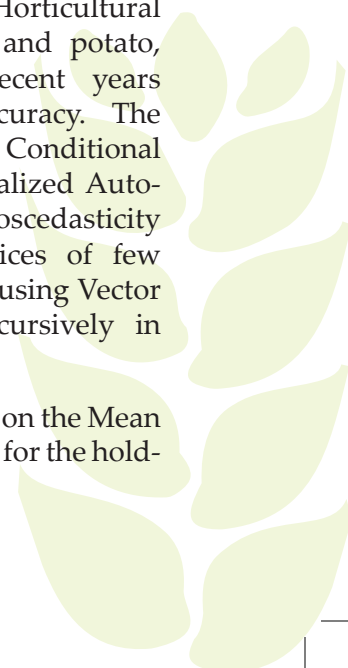 Horticultural
and potato,
recent years
curacy. The
Conditional
alized Auto-
oscedasticity
ices of few
using Vector
cursively in
on the Mean
for the hold-